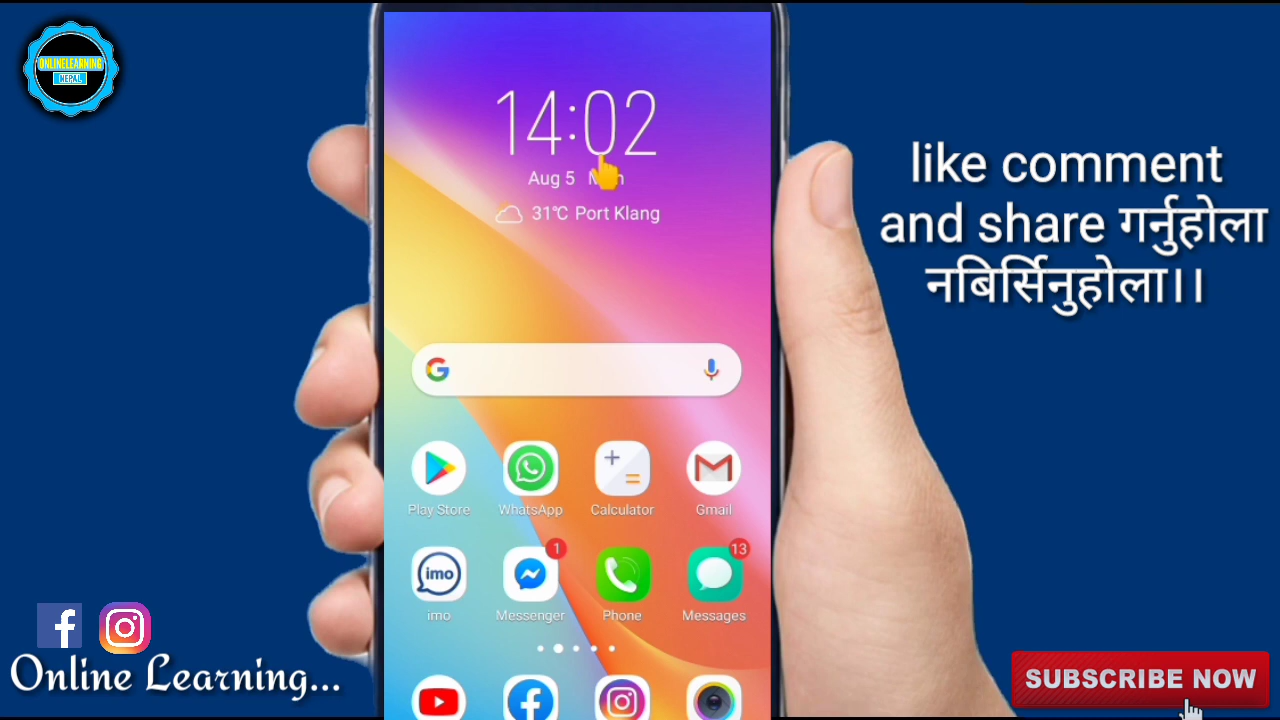 ONLINELEARNING
NEPAL
14:02
Aug 5
31°C Port Klang
like comment
and share गर्नुहोला
नबिर्सिनुहोला।।
Play Store WhatsApp Calculator Gmail
imo
1
13
imo Messenger Phone Messages
Online Learning...
SUBSCRIBE NOW